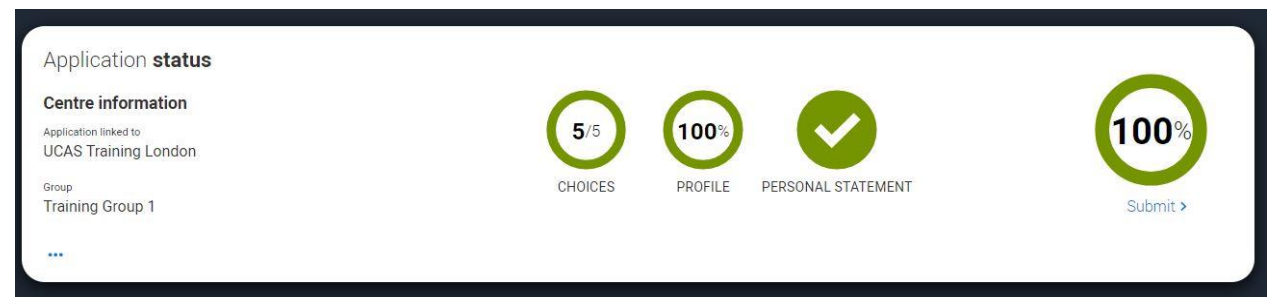 Application status
Centre information
Application linked to
UCAS Training London
Group
Training Group 1
...
5/5
CHOICES
100%
PROFILE
PERSONAL STATEMENT
100%
Submit >